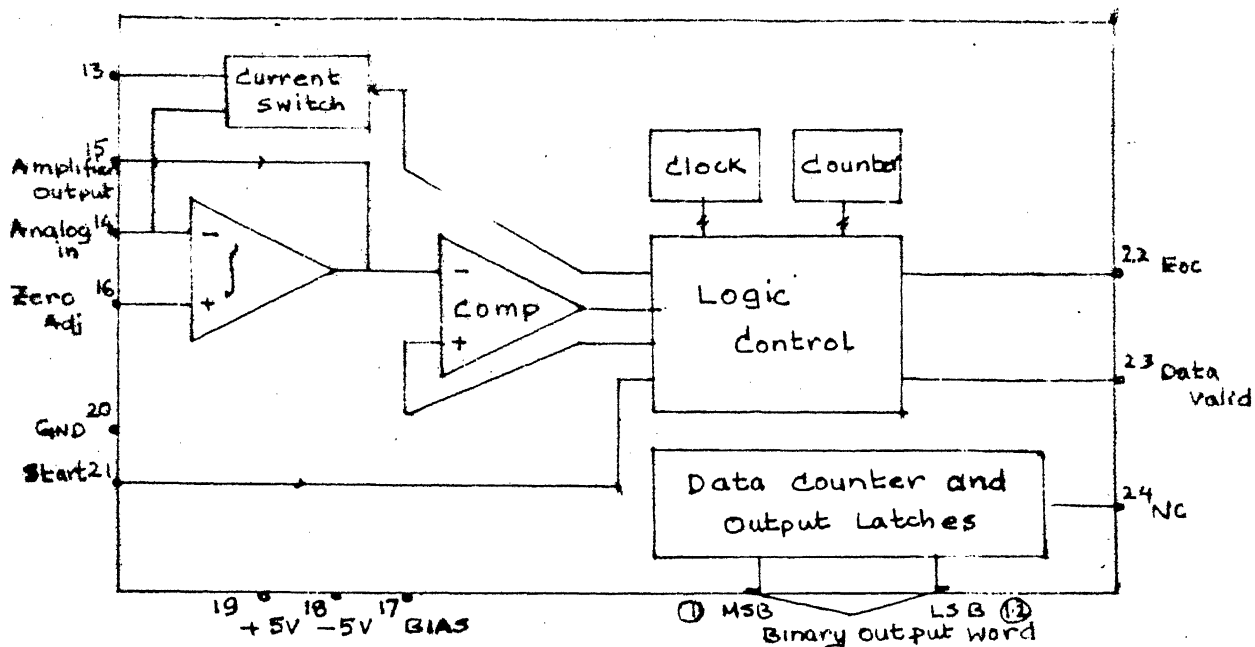 13
Current
Switch
15
Amplifier
Output
Analog 14
in
Zero 16
Adj
GND 20
Start 21
−
∫
+
−
Comp
+
Clock
Counter
Logic
Control
22 Eoc
23 Data
Valid
Data Counter and
Output Latches
24 NC
19
+5V
18
-5V
17
BIAS
① MSB
LSB ⑫
Binary Output Word